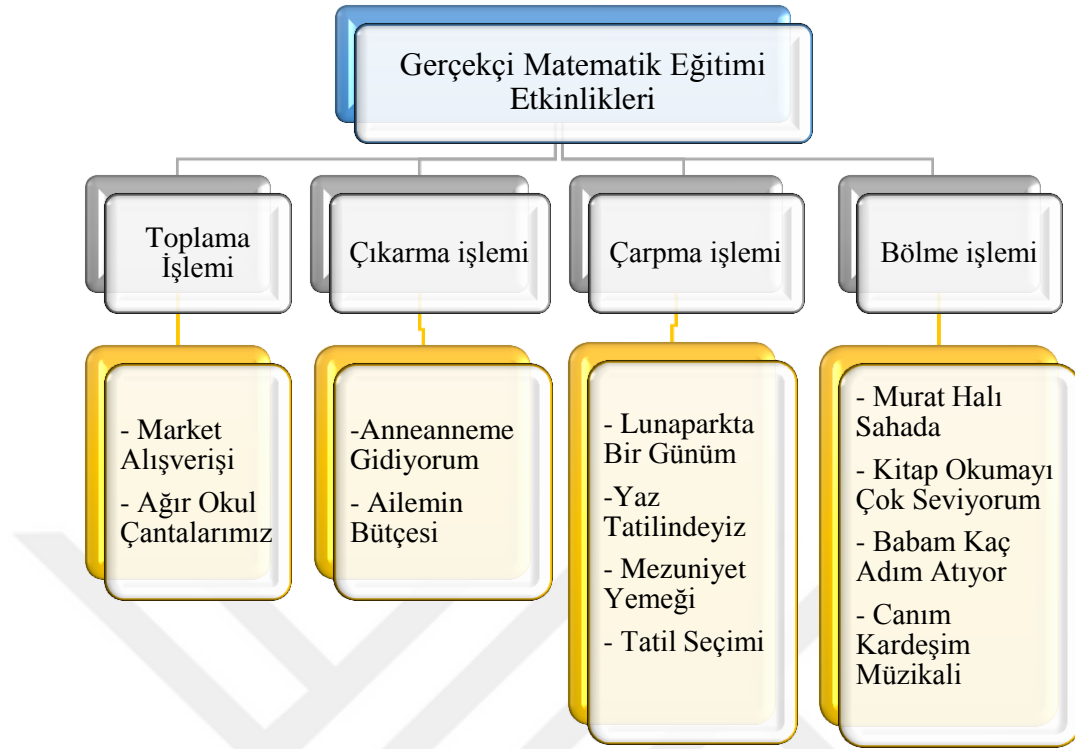 Gerçekçi Matematik Eğitimi
Etkinlikleri
Toplama
İşlemi
Çıkarma işlemi
Çarpma işlemi
Bölme işlemi
- Market
Alışverişi
- Ağır Okul
Çantalarımız
-Anneanneme
Gidiyorum
- Ailemin
Bütçesi
- Lunaparkta
Bir Günüm
-Yaz
Tatilindeyiz
- Mezuniyet
Yemeği
- Tatil Seçimi
- Murat Halı
Sahada
- Kitap Okumayı
Çok Seviyorum
- Babam Kaç
Adım Atıyor
- Canım
Kardeşim
Müzikali